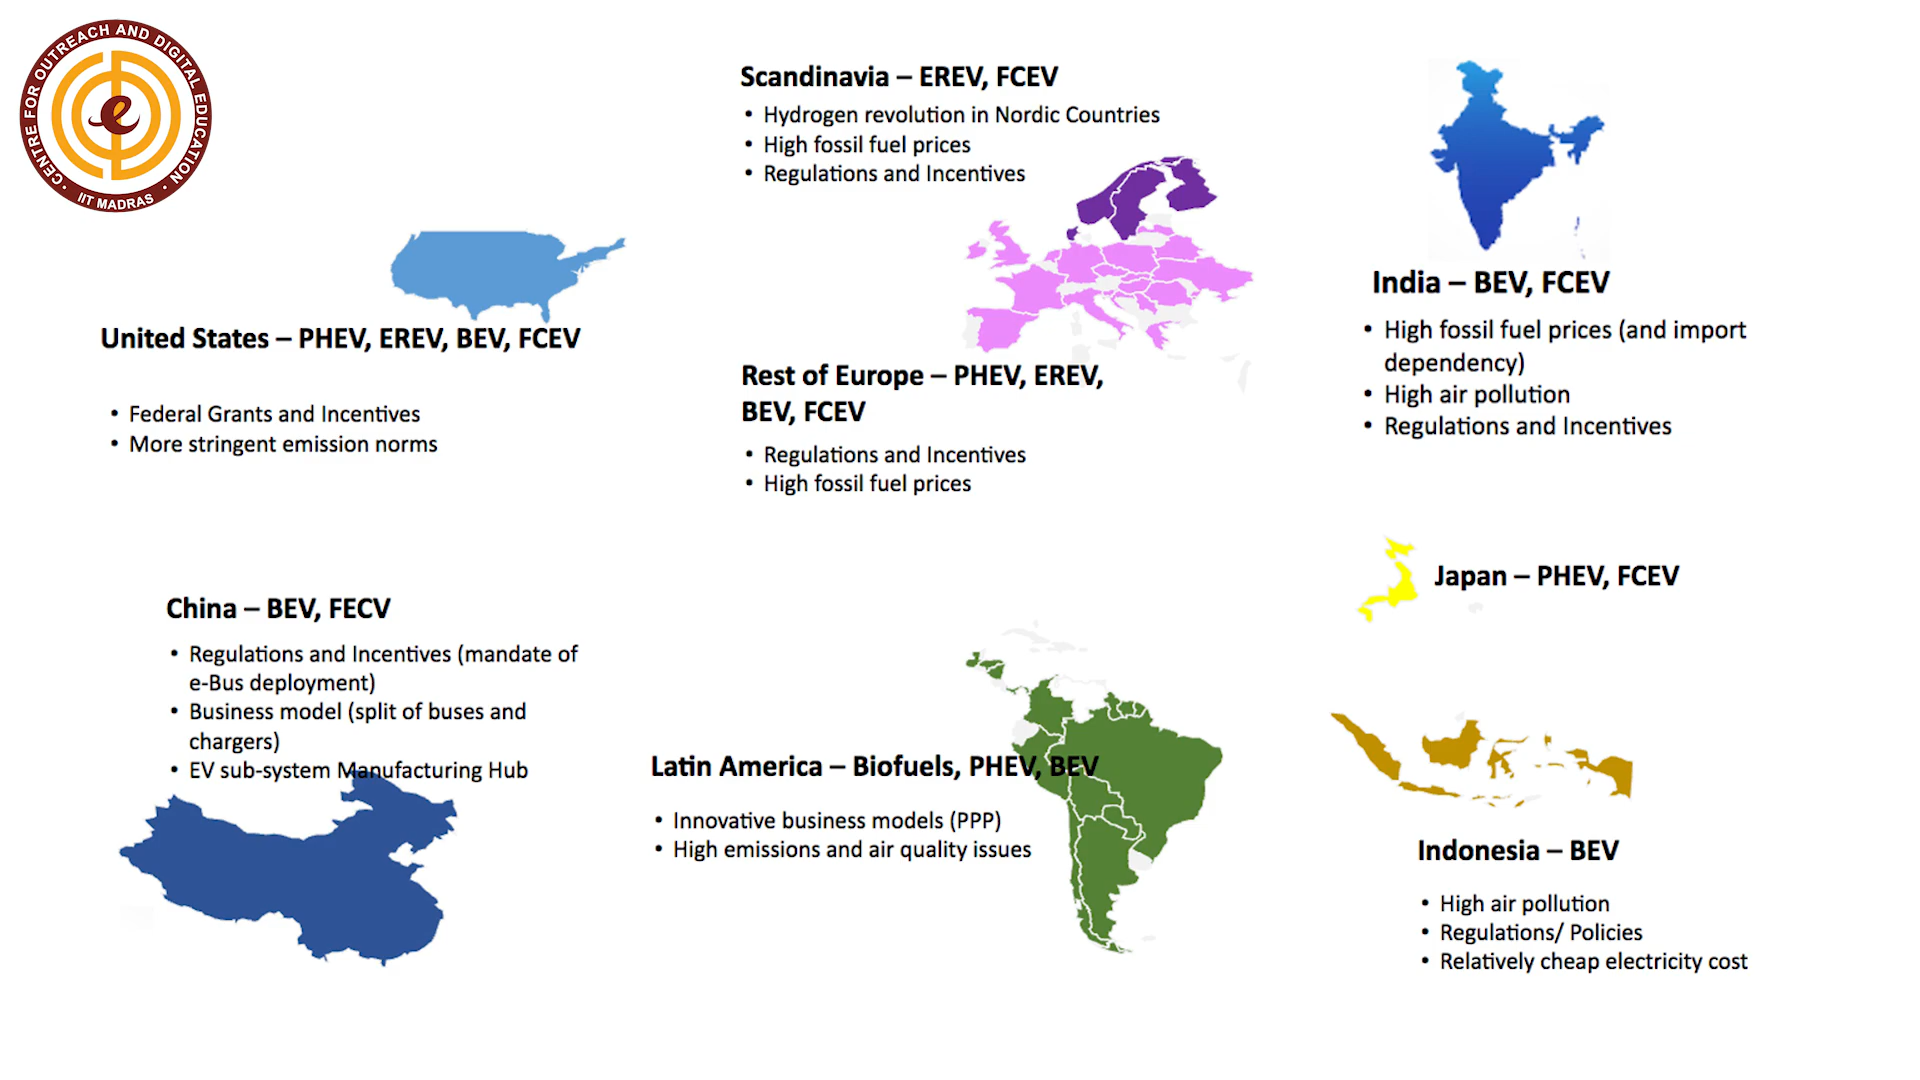 CENTRE FOR OUTREACH AND DIGITAL EDUCATION
IIT MADRAS
e
United States – PHEV, EREV, BEV, FCEV
• Federal Grants and Incentives
• More stringent emission norms
Scandinavia – EREV, FCEV
• Hydrogen revolution in Nordic Countries
• High fossil fuel prices
• Regulations and Incentives
Rest of Europe – PHEV, EREV,
BEV, FCEV
• Regulations and Incentives
• High fossil fuel prices
India – BEV, FCEV
• High fossil fuel prices (and import
dependency)
• High air pollution
• Regulations and Incentives
China – BEV, FECV
• Regulations and Incentives (mandate of
e-Bus deployment)
• Business model (split of buses and
chargers)
• EV sub-system Manufacturing Hub
Latin America – Biofuels, PHEV, BEV
• Innovative business models (PPP)
• High emissions and air quality issues
Japan – PHEV, FCEV
Indonesia – BEV
• High air pollution
• Regulations/ Policies
• Relatively cheap electricity cost